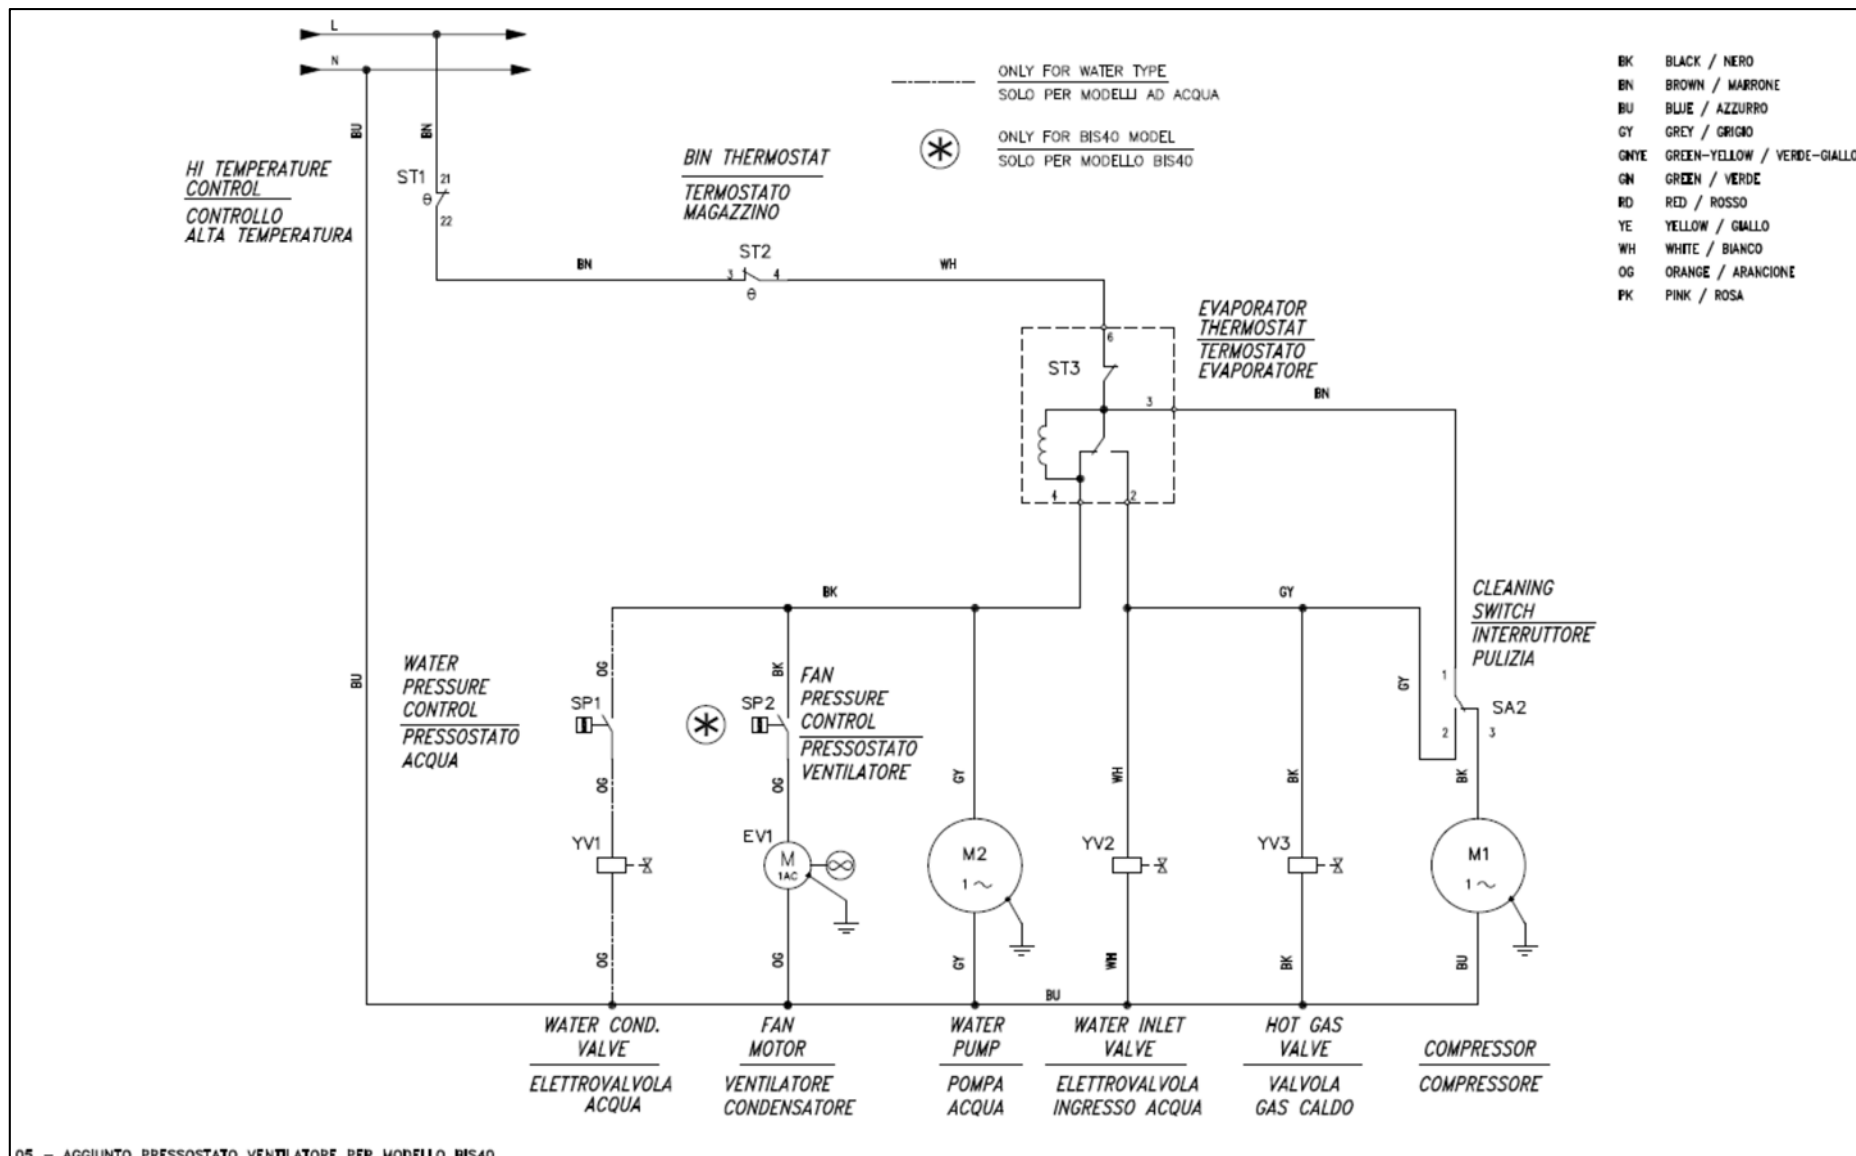 L
N
ONLY FOR WATER TYPE
SOLO PER MODELLI AD ACQUA
ONLY FOR BIS40 MODEL
SOLO PER MODELLO BIS40
BK BLACK / NERO
BN BROWN / MARRONE
BU BLUE / AZZURRO
GY GREY / GRIGIO
GNYE GREEN-YELLOW / VERDE-GIALLO
GN GREEN / VERDE
RD RED / ROSSO
YE YELLOW / GIALLO
WH WHITE / BIANCO
OG ORANGE / ARANCIONE
PK PINK / ROSA
BU
BN
HI TEMPERATURE
CONTROL
CONTROLLO
ALTA TEMPERATURA
ST1
21
θ
22
BIN THERMOSTAT
TERMOSTATO
MAGAZZINO
ST2
BN
3
4
θ
WH
EVAPORATOR
THERMOSTAT
TERMOSTATO
EVAPORATORE
6
ST3
3
BN
4
2
BK
GY
CLEANING
SWITCH
INTERRUTTORE
PULIZIA
BU
WATER
PRESSURE
CONTROL
PRESSOSTATO
ACQUA
OG
SP1
BK
SP2
FAN
PRESSURE
CONTROL
PRESSOSTATO
VENTILATORE
GY
1
SA2
2
3
OG
OG
GY
WH
BK
BK
YV1
EV1
M
1AC
M2
1~
YV2
YV3
M1
1~
OG
OG
GY
WH
BK
BU
BU
WATER COND.
VALVE
ELETTROVALVOLA
ACQUA
FAN
MOTOR
VENTILATORE
CONDENSATORE
WATER
PUMP
POMPA
ACQUA
WATER INLET
VALVE
ELETTROVALVOLA
INGRESSO ACQUA
HOT GAS
VALVE
VALVOLA
GAS CALDO
COMPRESSOR
COMPRESSORE
05 - AGGIUNTO PRESSOSTATO VENTILATORE PER MODELLO BIS40